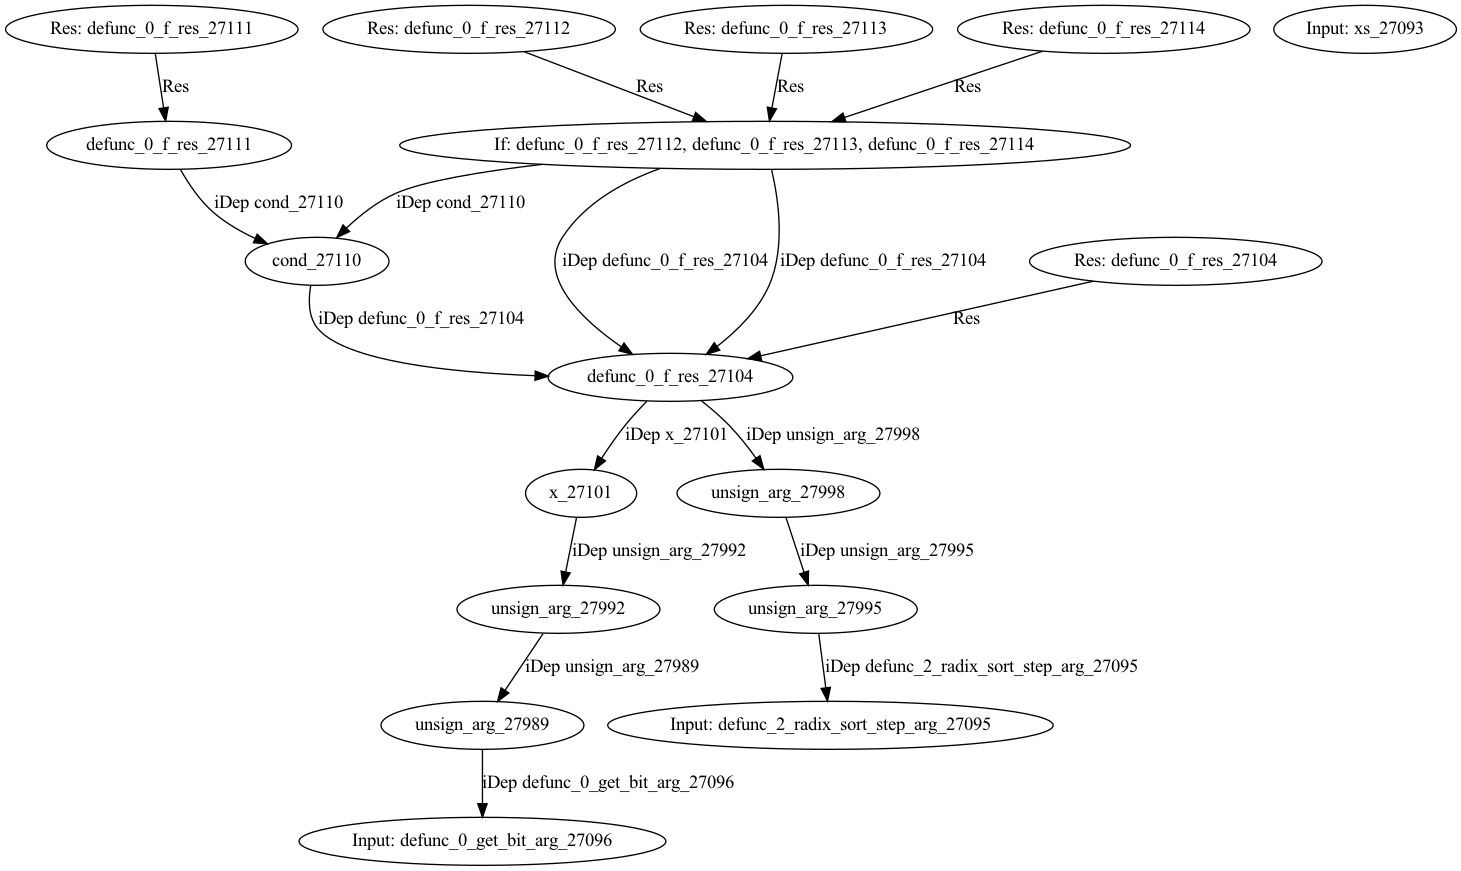 Res: defunc_0_f_res_27111
Res: defunc_0_f_res_27112
Res: defunc_0_f_res_27113
Res: defunc_0_f_res_27114
Input: xs_27093
Res
Res
Res
Res
defunc_0_f_res_27111
If: defunc_0_f_res_27112, defunc_0_f_res_27113, defunc_0_f_res_27114
iDep cond_27110
iDep cond_27110
cond_27110
iDep defunc_0_f_res_27104
iDep defunc_0_f_res_27104
Res: defunc_0_f_res_27104
iDep defunc_0_f_res_27104
Res
defunc_0_f_res_27104
iDep x_27101
iDep unsign_arg_27998
x_27101
unsign_arg_27998
iDep unsign_arg_27992
iDep unsign_arg_27995
unsign_arg_27992
unsign_arg_27995
iDep unsign_arg_27989
iDep defunc_2_radix_sort_step_arg_27095
unsign_arg_27989
Input: defunc_2_radix_sort_step_arg_27095
iDep defunc_0_get_bit_arg_27096
Input: defunc_0_get_bit_arg_27096